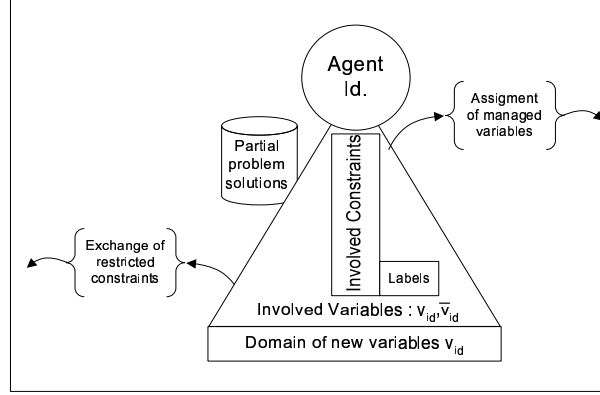 Agent
Id.
Assigment
of managed
variables
Partial
problem
solutions
Involved Constraints
Exchange of
restricted
constraints
Labels
Involved Variables : v_id, v̅_id
Domain of new variables v_id